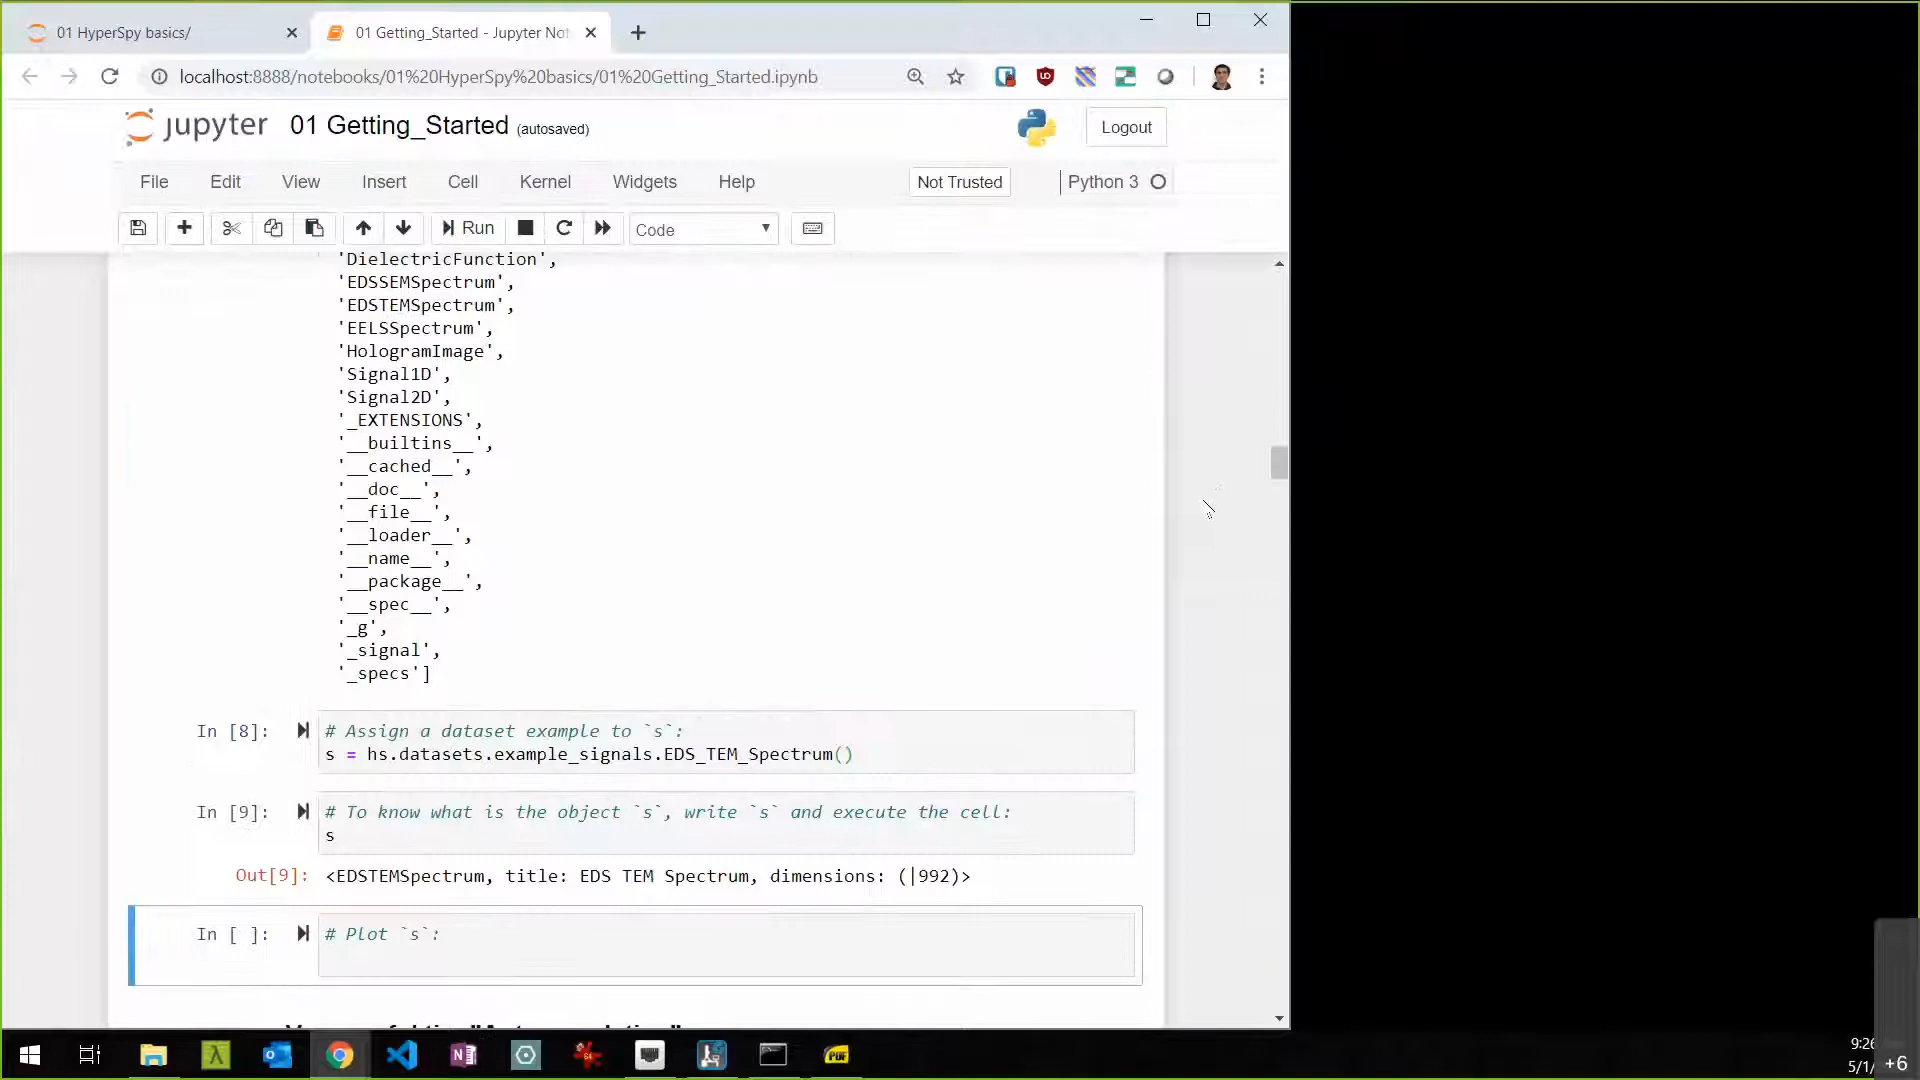 01 HyperSpy basics/
01 Getting_Started - Jupyter Not
localhost:8888/notebooks/01%20HyperSpy%20basics/01%20Getting_Started.ipynb
jupyter 01 Getting_Started (autosaved)
Logout
File Edit View Insert Cell Kernel Widgets Help
Not Trusted
Python 3
Run
Code
'DielectricFunction',
'EDSSEMSpectrum',
'EDSTEMSpectrum',
'EELSSpectrum',
'HologramImage',
'Signal1D',
'Signal2D',
'_EXTENSIONS',
'__builtins__',
'__cached__',
'__doc__',
'__file__',
'__loader__',
'__name__',
'__package__',
'__spec__',
'_g',
'_signal',
'_specs']
In [8]:
# Assign a dataset example to `s`:
s = hs.datasets.example_signals.EDS_TEM_Spectrum()
In [9]:
# To know what is the object `s`, write `s` and execute the cell:
s
Out[9]: <EDSTEMSpectrum, title: EDS TEM Spectrum, dimensions: (|992)>
In [ ]:
# Plot `s`:
9:26
5/1/
+6